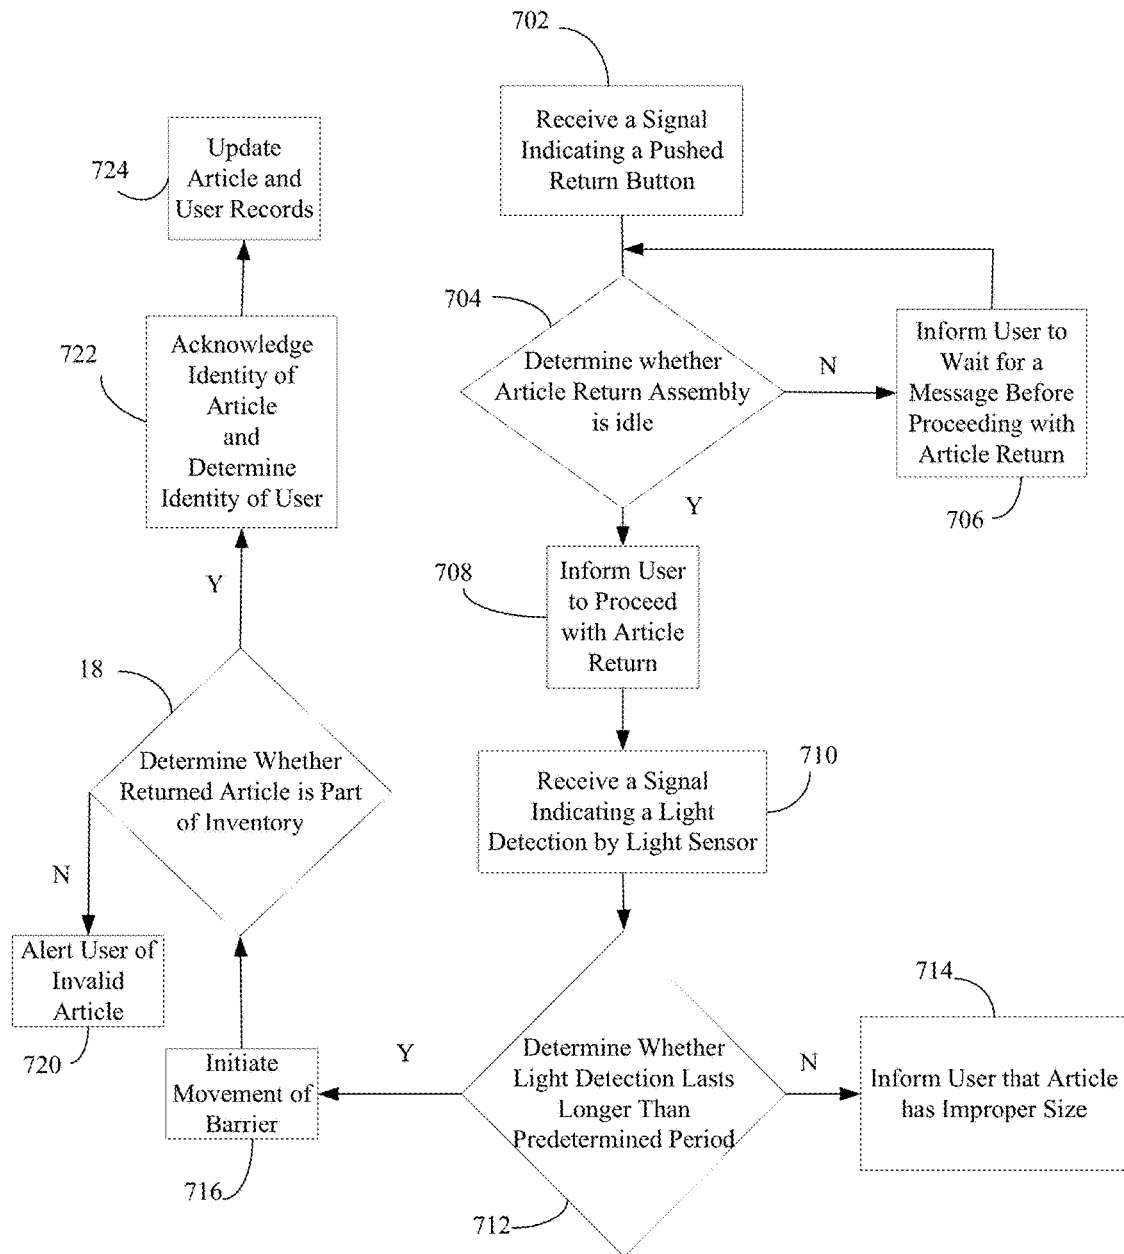 702
Receive a Signal
Indicating a Pushed
Return Button
724
Update
Article and
User Records
704
Determine whether
Article Return Assembly
is idle
N
Inform User to
Wait for a
Message Before
Proceeding with
Article Return
706
722
Acknowledge
Identity of
Article
and
Determine
Identity of User
Y
708
Inform User
to Proceed
with Article
Return
Y
18
Determine Whether
Returned Article is Part
of Inventory
710
Receive a Signal
Indicating a Light
Detection by Light Sensor
N
Alert User of
Invalid
Article
720
Initiate
Movement of
Barrier
716
Y
Determine Whether
Light Detection Lasts
Longer Than
Predetermined Period
712
N
714
Inform User that Article
has Improper Size